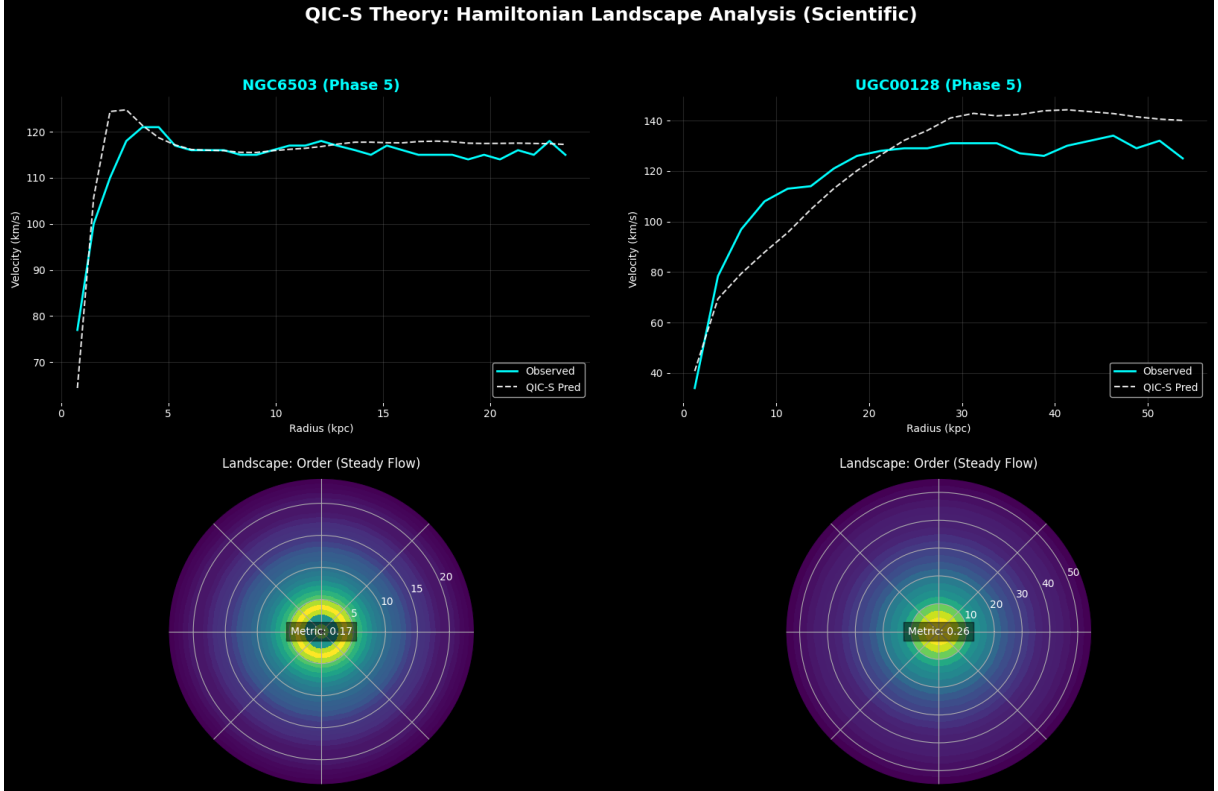 QIC-S Theory: Hamiltonian Landscape Analysis (Scientific)
NGC6503 (Phase 5)
Velocity (km/s)
120
110
100
90
80
70
0
5
10
15
20
Radius (kpc)
Observed
QIC-S Pred
UGC00128 (Phase 5)
Velocity (km/s)
140
120
100
80
60
40
0
10
20
30
40
50
Radius (kpc)
Observed
QIC-S Pred
Landscape: Order (Steady Flow)
5
10
15
20
Metric: 0.17
Landscape: Order (Steady Flow)
10
20
30
40
50
Metric: 0.26